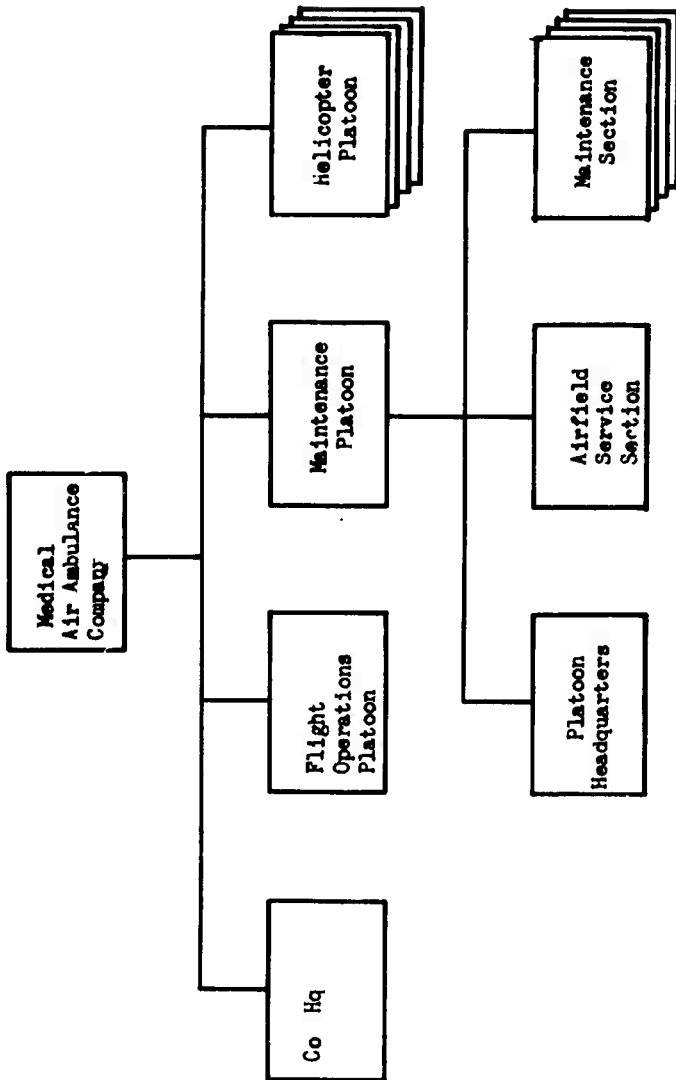 Medical
Air Ambulance
Company
Co Hq
Flight
Operations
Platoon
Maintenance
Platoon
Helicopter
Platoon
Platoon
Headquarters
Airfield
Service
Section
Maintenance
Section